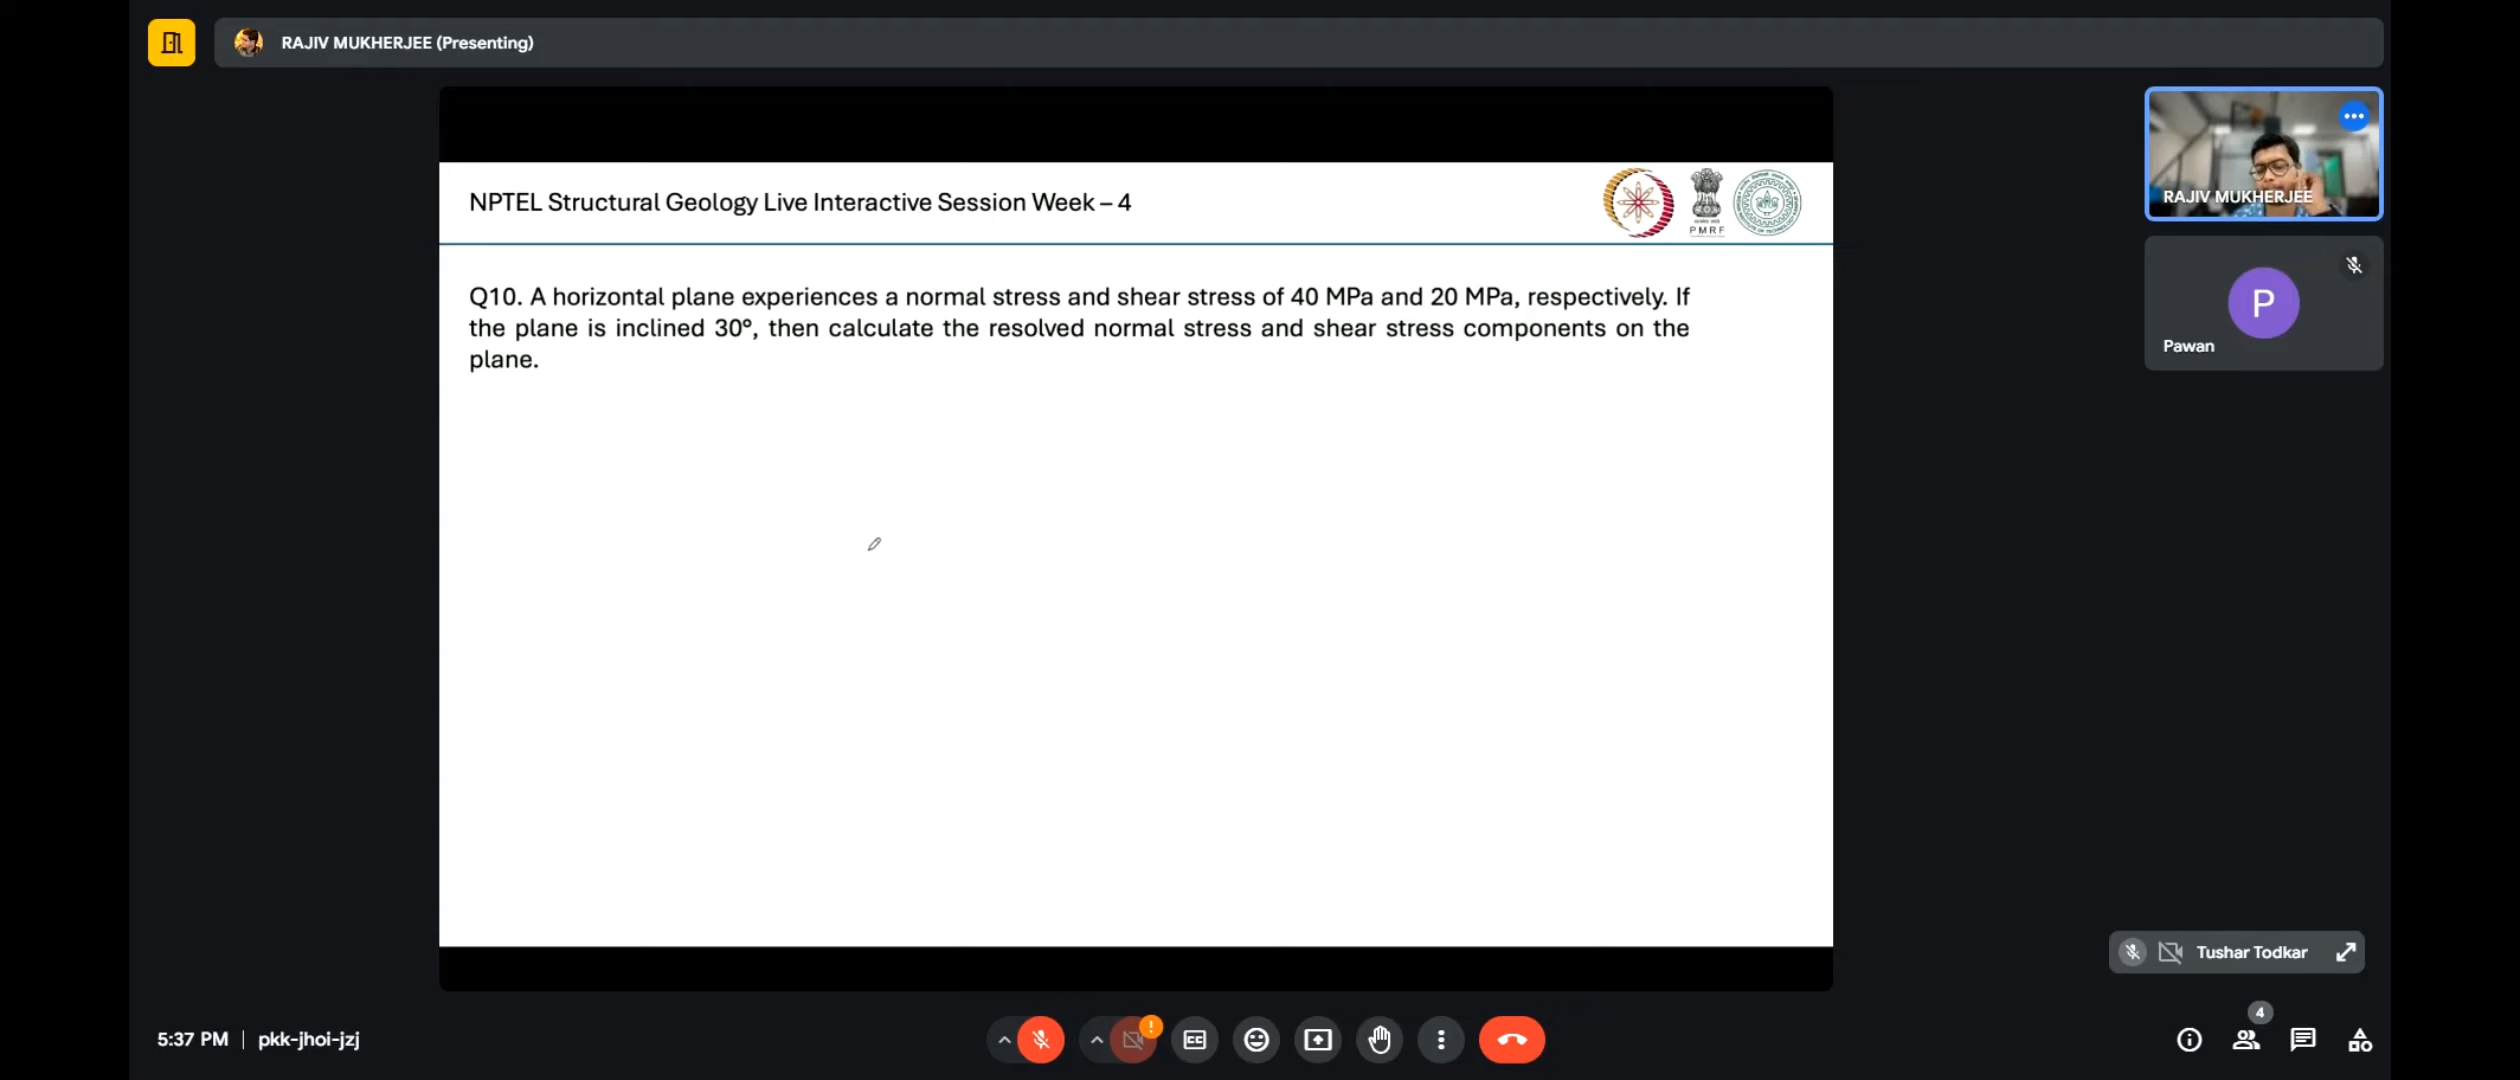 RAJIV MUKHERJEE (Presenting)
NPTEL Structural Geology Live Interactive Session Week – 4
PMRF
Q10. A horizontal plane experiences a normal stress and shear stress of 40 MPa and 20 MPa, respectively. If
the plane is inclined 30°, then calculate the resolved normal stress and shear stress components on the
plane.
RAJIV MUKHERJEE
P
Pawan
Tushar Todkar
5:37 PM | pkk-jhoi-jzj
!
CC
4